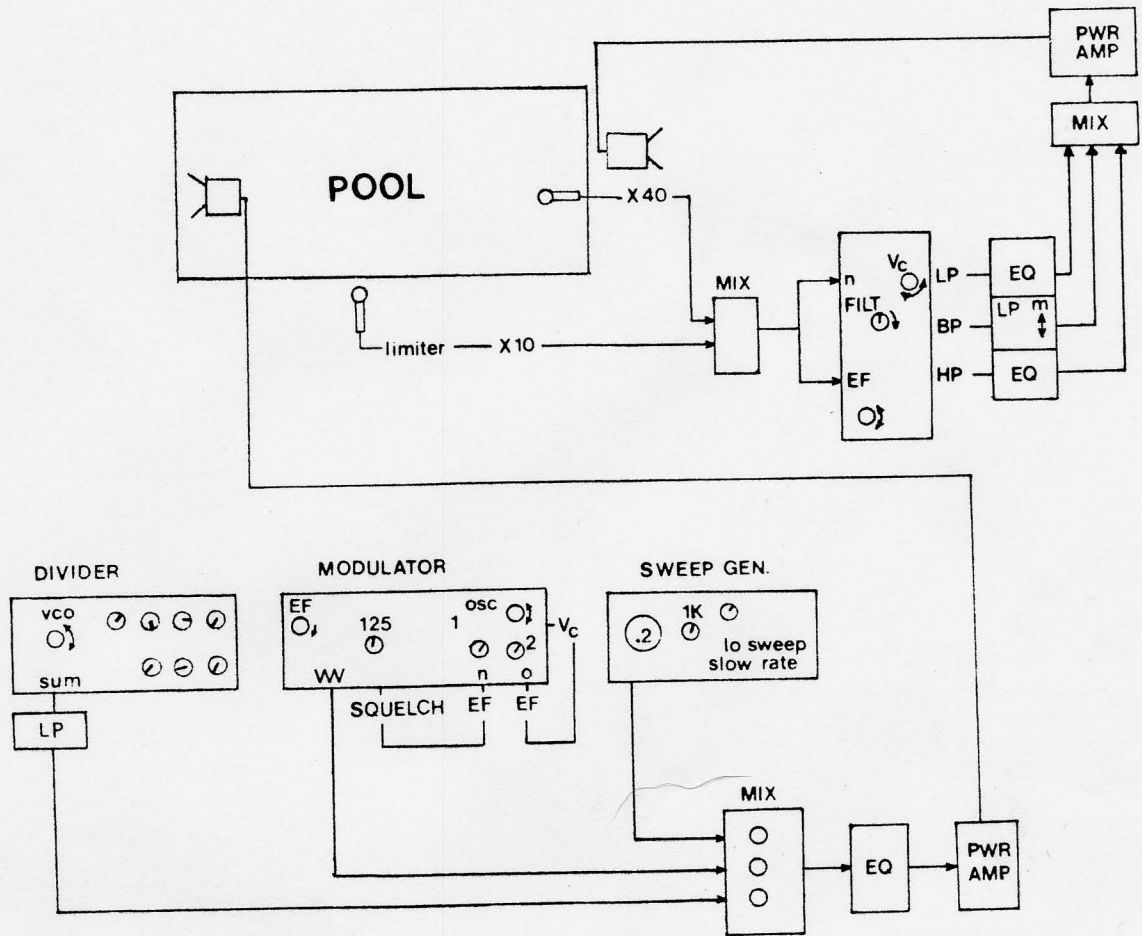 PWR
AMP
MIX
POOL
X40
limiter
X10
MIX
n
Vc
FILT
EF
LP
BP
HP
EQ
LP m
EQ
DIVIDER
vco
sum
LP
MODULATOR
EF
125
1
osc
2
Vc
n
o
SQUELCH
EF
EF
SWEEP GEN.
.2
1K
lo sweep
slow rate
MIX
EQ
PWR
AMP